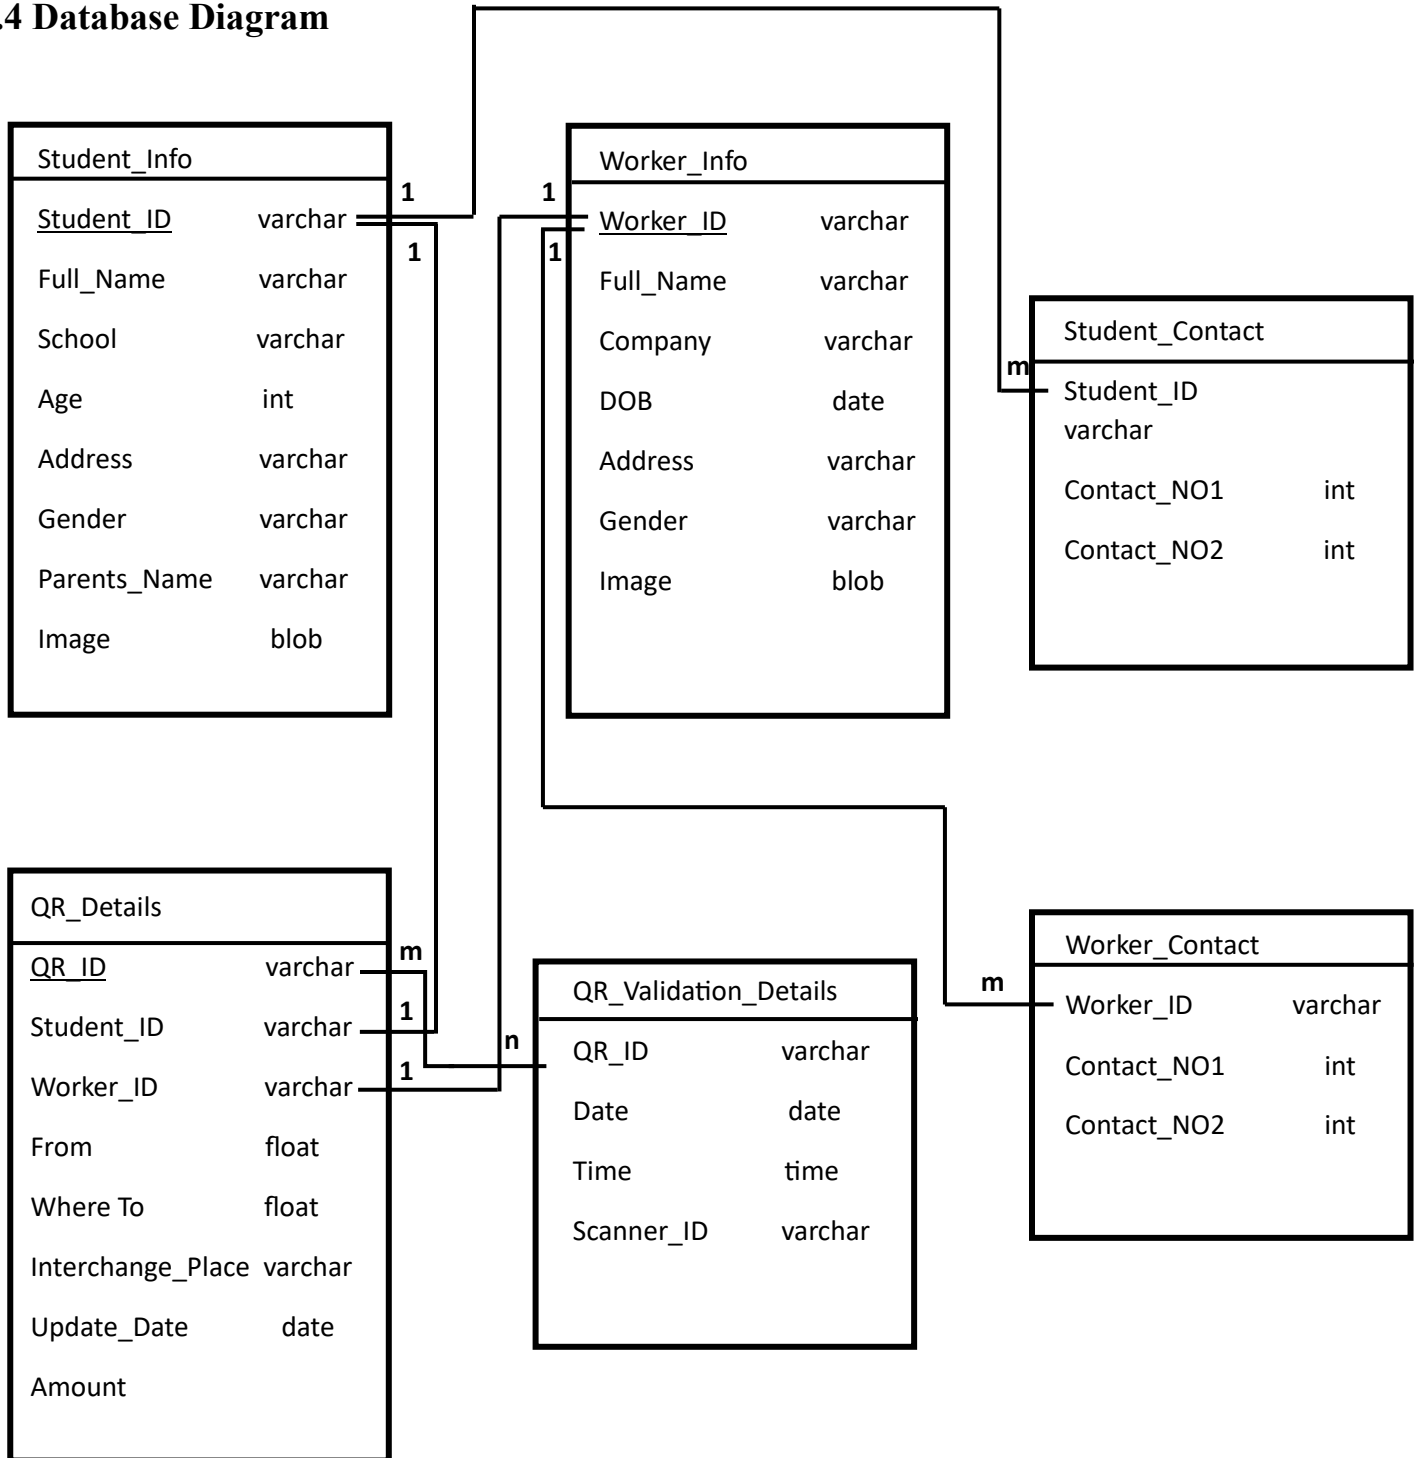 .4 Database Diagram
Student_Info
Student_ID varchar
Full_Name varchar
School varchar
Age int
Address varchar
Gender varchar
Parents_Name varchar
Image blob
1
1
Worker_Info
Worker_ID varchar
Full_Name varchar
Company varchar
DOB date
Address varchar
Gender varchar
Image blob
1
1
Student_Contact
m
Student_ID
varchar
Contact_NO1 int
Contact_NO2 int
QR_Details
QR_ID varchar
Student_ID varchar
Worker_ID varchar
From float
Where To float
Interchange_Place varchar
Update_Date date
Amount
m
1
1
QR_Validation_Details
n
QR_ID varchar
Date date
Time time
Scanner_ID varchar
Worker_Contact
m
Worker_ID varchar
Contact_NO1 int
Contact_NO2 int